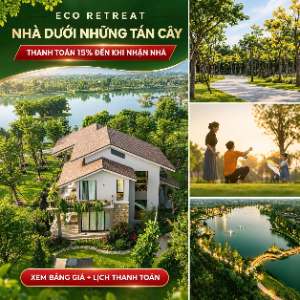 ECO RETREAT
NHÀ DƯỚI NHỮNG TÁN CÂY
THANH TOÁN 15% ĐẾN KHI NHẬN NHÀ
XEM BẢNG GIÁ + LỊCH THANH TOÁN